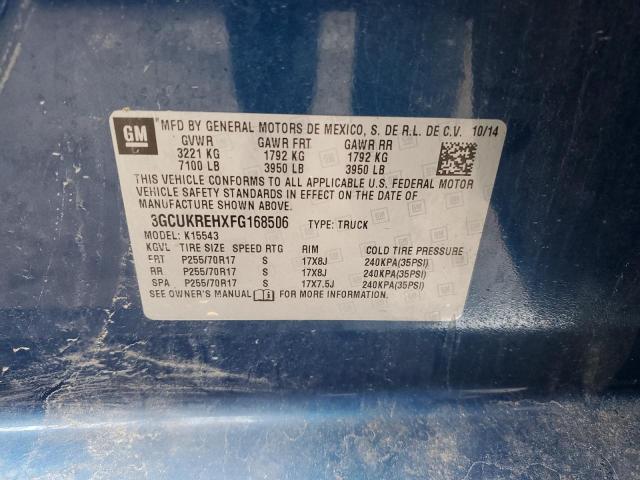 GM
MFD BY GENERAL MOTORS DE MEXICO, S. DE R.L. DE C.V. 10/14
GVWR GAWR FRT GAWR RR
3221 KG 1792 KG 1792 KG
7100 LB 3950 LB 3950 LB
THIS VEHICLE CONFORMS TO ALL APPLICABLE U.S. FEDERAL MOTOR
VEHICLE SAFETY STANDARDS IN EFFECT ON THE DATE OF
MANUFACTURE SHOWN ABOVE.
3GCUKREHXFG168506 TYPE: TRUCK
MODEL: K15543
KGVL TIRE SIZE SPEED RTG RIM COLD TIRE PRESSURE
FRT P255/70R17 S 17X8J 240KPA(35PSI)
RR P255/70R17 S 17X8J 240KPA(35PSI)
SPA P255/70R17 S 17X7.5J 240KPA(35PSI)
SEE OWNER'S MANUAL FOR MORE INFORMATION.